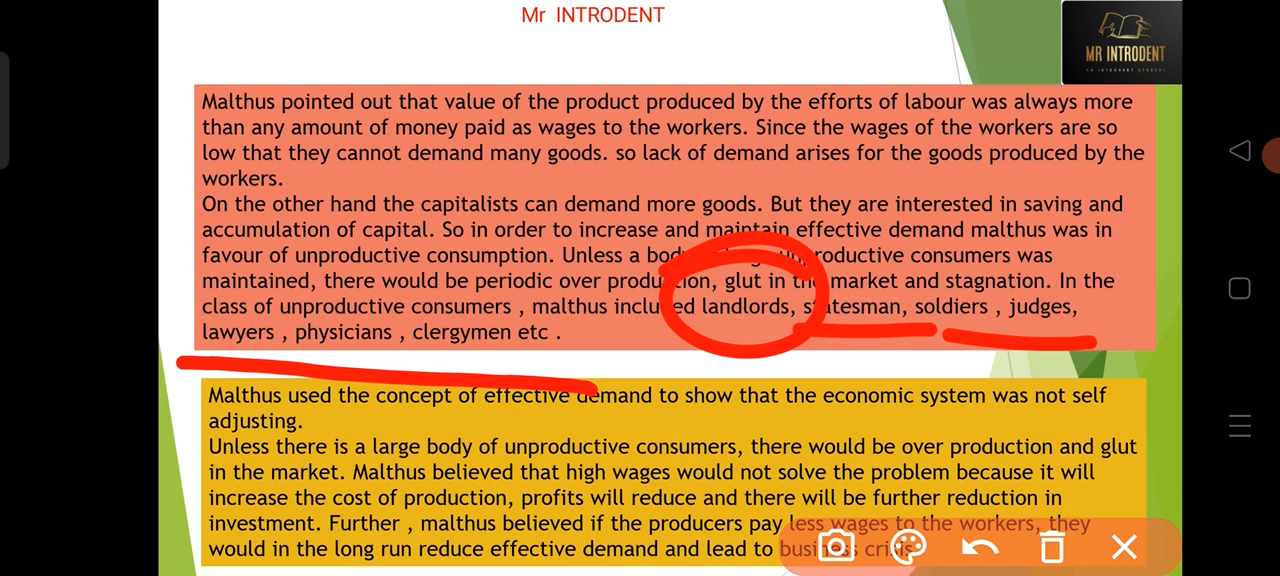 Mr INTRODENT
MR INTRODENT
Malthus pointed out that value of the product produced by the efforts of labour was always more
than any amount of money paid as wages to the workers. Since the wages of the workers are so
low that they cannot demand many goods. so lack of demand arises for the goods produced by the
workers.
On the other hand the capitalists can demand more goods. But they are interested in saving and
accumulation of capital. So in order to increase and maintain effective demand malthus was in
favour of unproductive consumption. Unless a body unproductive consumers was
maintained, there would be periodic over production, glut in the market and stagnation. In the
class of unproductive consumers , malthus included landlords, statesman, soldiers , judges,
lawyers , physicians , clergymen etc .
Malthus used the concept of effective demand to show that the economic system was not self
adjusting.
Unless there is a large body of unproductive consumers, there would be over production and glut
in the market. Malthus believed that high wages would not solve the problem because it will
increase the cost of production, profits will reduce and there will be further reduction in
investment. Further , malthus believed if the producers pay less wages to the workers, they
would in the long run reduce effective demand and lead to business crisis